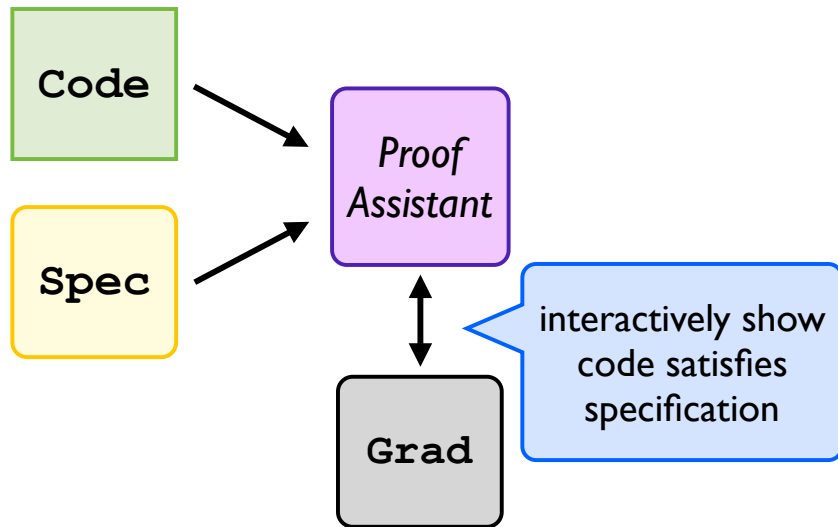 Code
Proof
Assistant
Spec
interactively show
code satisfies
specification
Grad